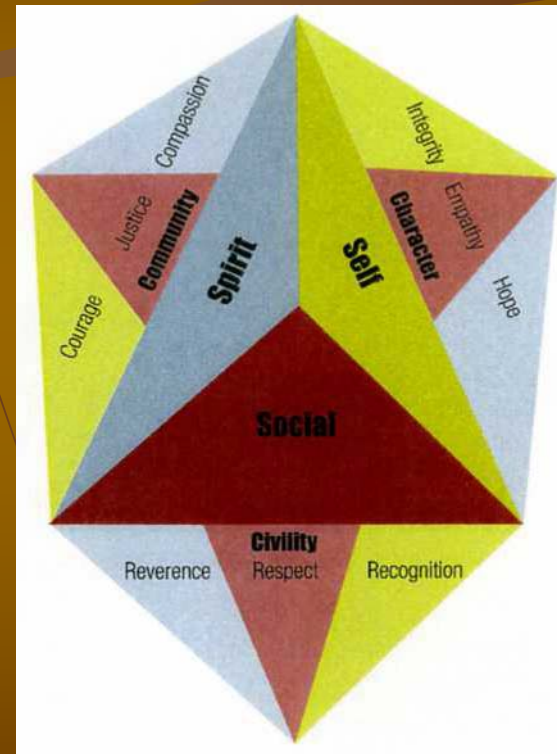 Compassion
Integrity
Justice
Community
Spirit
Self
Character
Empathy
Courage
Hope
Social
Civility
Reverence
Respect
Recognition